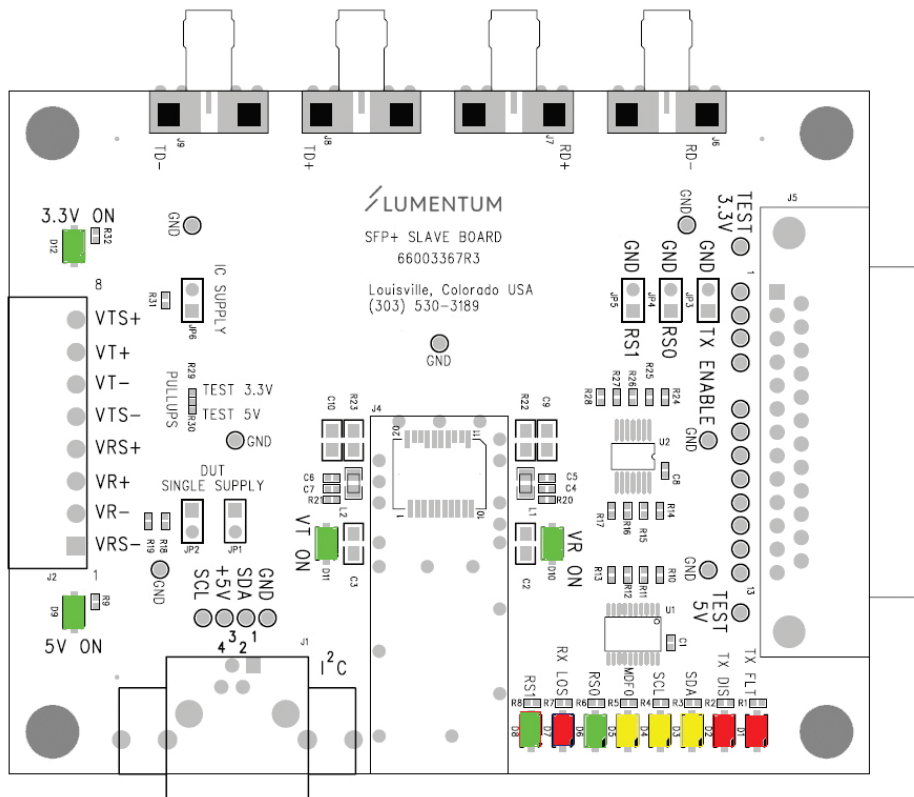 J9
J8
J7
J6
TD-
TD+
RD+
RD-
LUMENTUM
SFP+ SLAVE BOARD
66003367R3
Louisville, Colorado USA
(303) 530-3189
3.3V ON
D12
R32
GND
GND
TEST
3.3V
J5
1
GND
GND
GND
JP5
JP4
JP3
RS1
RS0
TX ENABLE
IC SUPPLY
R31
JP6
8
VTS+
VT+
VT-
VTS-
VRS+
VR+
VR-
VRS-
J2
1
GND
PULLUPS
R29
TEST 3.3V
TEST 5V
R30
GND
DUT
SINGLE SUPPLY
R19
R18
JP2
JP1
GND
SCL
+5V
SDA
GND
4
3
2
1
J1
I²C
D9
R9
5V ON
C10
R23
J4
R22
C9
20
11
1
10
C6
C7
R21
L2
C5
C4
R20
L1
VT ON
D11
C3
C2
D10
VR ON
R28
R27
R26
R25
R24
U2
C8
GND
R17
R16
R15
R14
R13
R12
R11
R10
GND
13
TEST
5V
U1
C1
RS1
RX LOS
RS0
MDF0
SCL
SDA
TX DIS
TX FLT
R8
R7
R6
R5
R4
R3
R2
R1
D8
D7
D6
D5
D4
D3
D2
D1